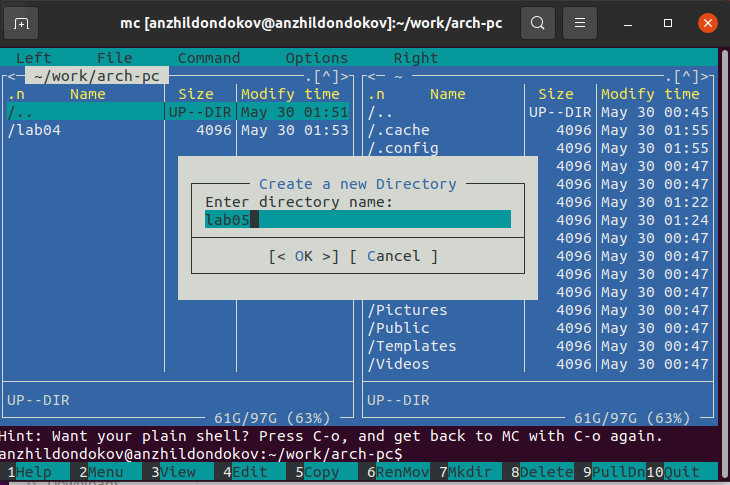 mc [anzhildondokov@anzhildondokov]:~/work/arch-pc
Left File Command Options Right
<─ ~/work/arch-pc ─.[^]>
.n Name Size Modify time
/.. UP--DIR May 30 01:51
/lab04 4096 May 30 01:53
UP--DIR
61G/97G (63%)
<─ ~ ─.[^]>
.n Name Size Modify time
/.. UP--DIR May 30 00:45
/.cache 4096 May 30 01:55
/.config 4096 May 30 01:55
4096 May 30 00:47
4096 May 30 00:47
4096 May 30 01:22
4096 May 30 01:24
4096 May 30 00:47
4096 May 30 00:47
4096 May 30 00:47
4096 May 30 00:47
/Pictures 4096 May 30 00:47
/Public 4096 May 30 00:47
/Templates 4096 May 30 00:47
/Videos 4096 May 30 00:47
UP--DIR
61G/97G (63%)
Create a new Directory
Enter directory name:
lab05
[< OK >] [ Cancel ]
Hint: Want your plain shell? Press C-o, and get back to MC with C-o again.
anzhildondokov@anzhildondokov:~/work/arch-pc$
1Help 2Menu 3View 4Edit 5Copy 6RenMov 7Mkdir 8Delete 9PullDn 10Quit
Downloads